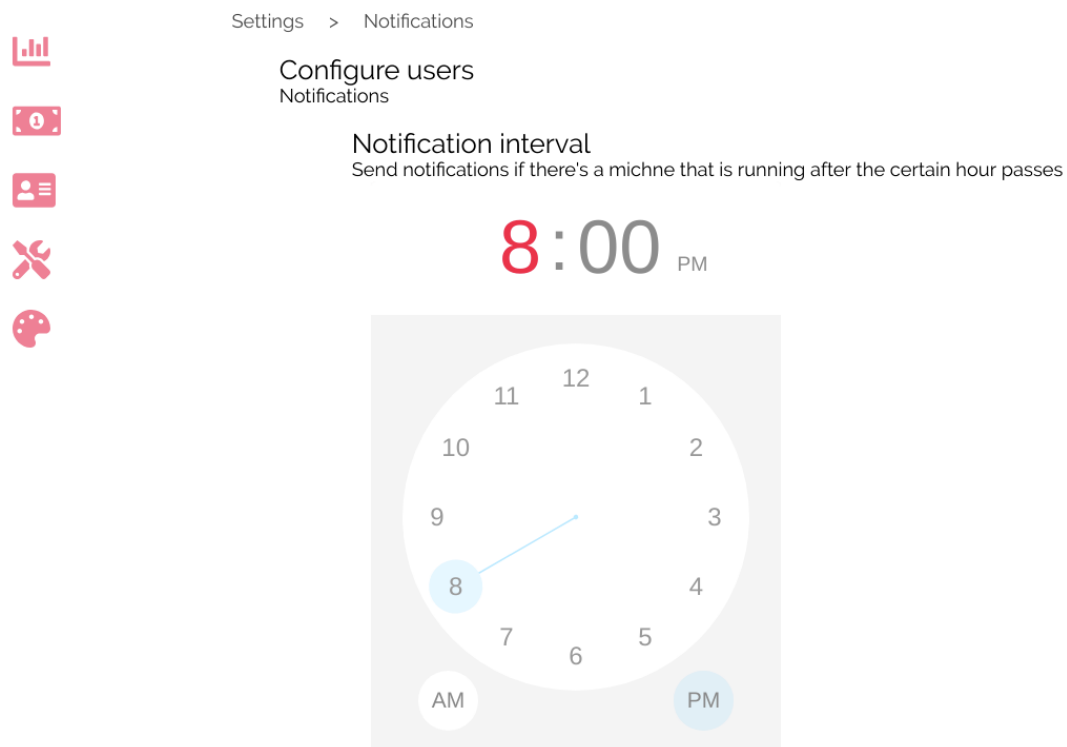 Settings > Notifications
Configure users
Notifications
Notification interval
Send notifications if there's a michne that is running after the certain hour passes
8:00 PM
12
11
1
10
2
9
3
8
4
7
5
6
AM
PM
1